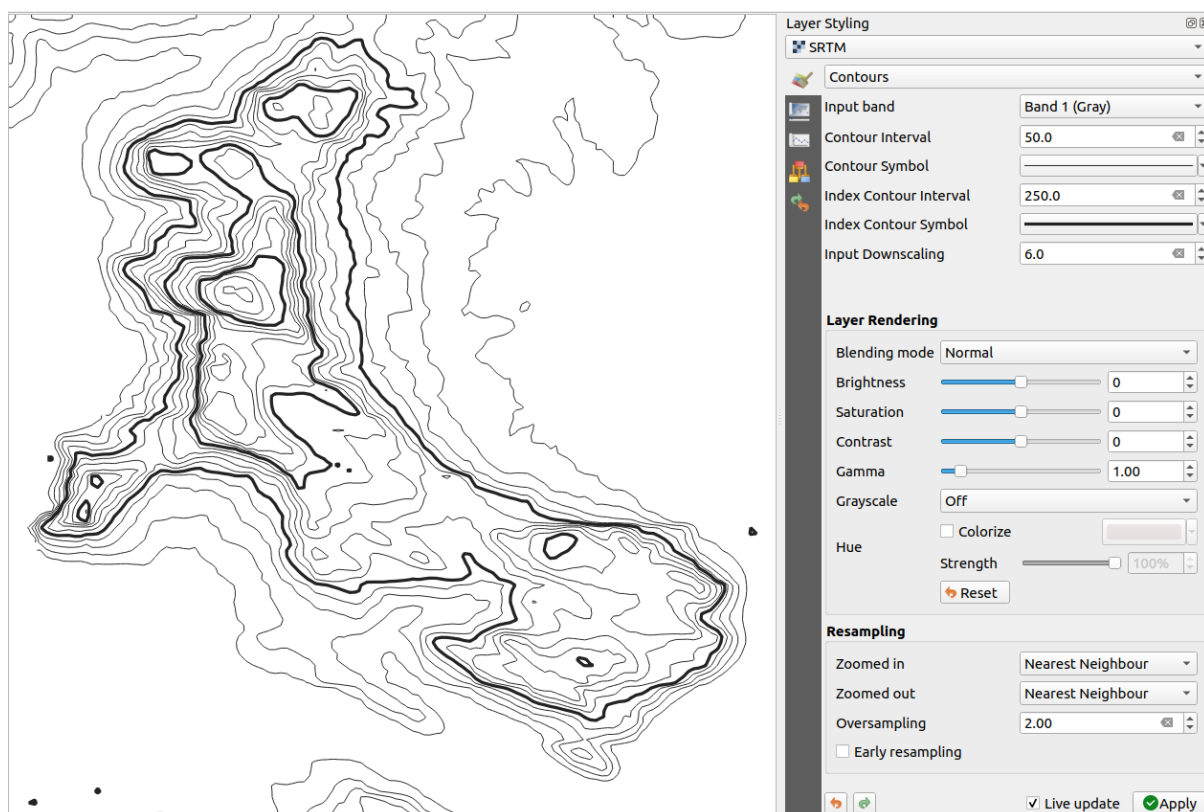 Layer Styling
SRTM
Contours
Input band Band 1 (Gray)
Contour Interval 50.0
Contour Symbol
Index Contour Interval 250.0
Index Contour Symbol
Input Downscaling 6.0
Layer Rendering
Blending mode Normal
Brightness 0
Saturation 0
Contrast 0
Gamma 1.00
Grayscale Off
Hue Colorize
Strength 100%
Reset
Resampling
Zoomed in Nearest Neighbour
Zoomed out Nearest Neighbour
Oversampling 2.00
Early resampling
Live update Apply